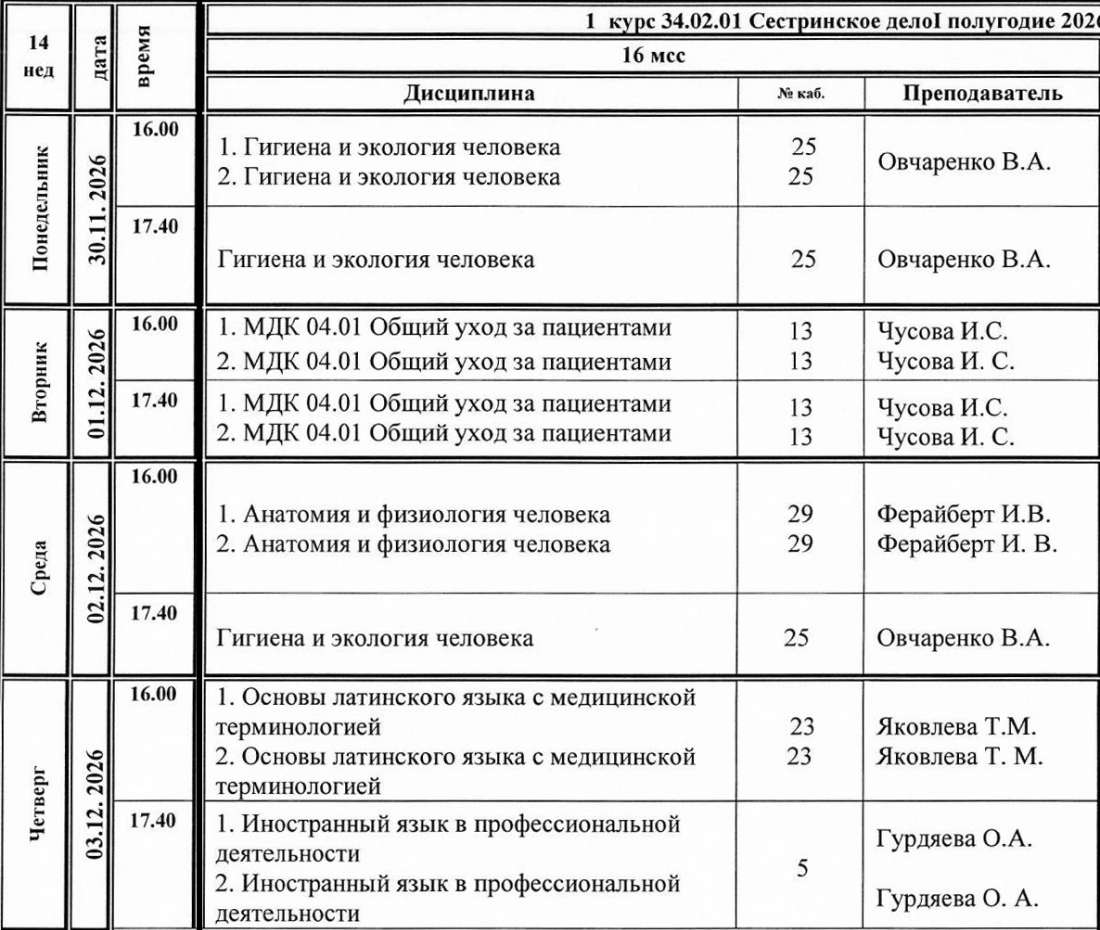 1 курс 34.02.01 Сестринское делоI полугодие 2026
14 нед
дата
время
16 мсс
Дисциплина
№ каб.
Преподаватель
Понедельник
30.11. 2026
16.00
1. Гигиена и экология человека 25
2. Гигиена и экология человека 25
Овчаренко В.А.
17.40
Гигиена и экология человека 25 Овчаренко В.А.
Вторник
01.12. 2026
16.00
1. МДК 04.01 Общий уход за пациентами 13 Чусова И.С.
2. МДК 04.01 Общий уход за пациентами 13 Чусова И. С.
17.40
1. МДК 04.01 Общий уход за пациентами 13 Чусова И.С.
2. МДК 04.01 Общий уход за пациентами 13 Чусова И. С.
Среда
02.12. 2026
16.00
1. Анатомия и физиология человека 29 Ферайберт И.В.
2. Анатомия и физиология человека 29 Ферайберт И. В.
17.40
Гигиена и экология человека 25 Овчаренко В.А.
Четверг
03.12. 2026
16.00
1. Основы латинского языка с медицинской
терминологией 23 Яковлева Т.М.
2. Основы латинского языка с медицинской 23 Яковлева Т. М.
терминологией
17.40
1. Иностранный язык в профессиональной
деятельности
Гурдяева О.А.
2. Иностранный язык в профессиональной
деятельности
5
Гурдяева О. А.